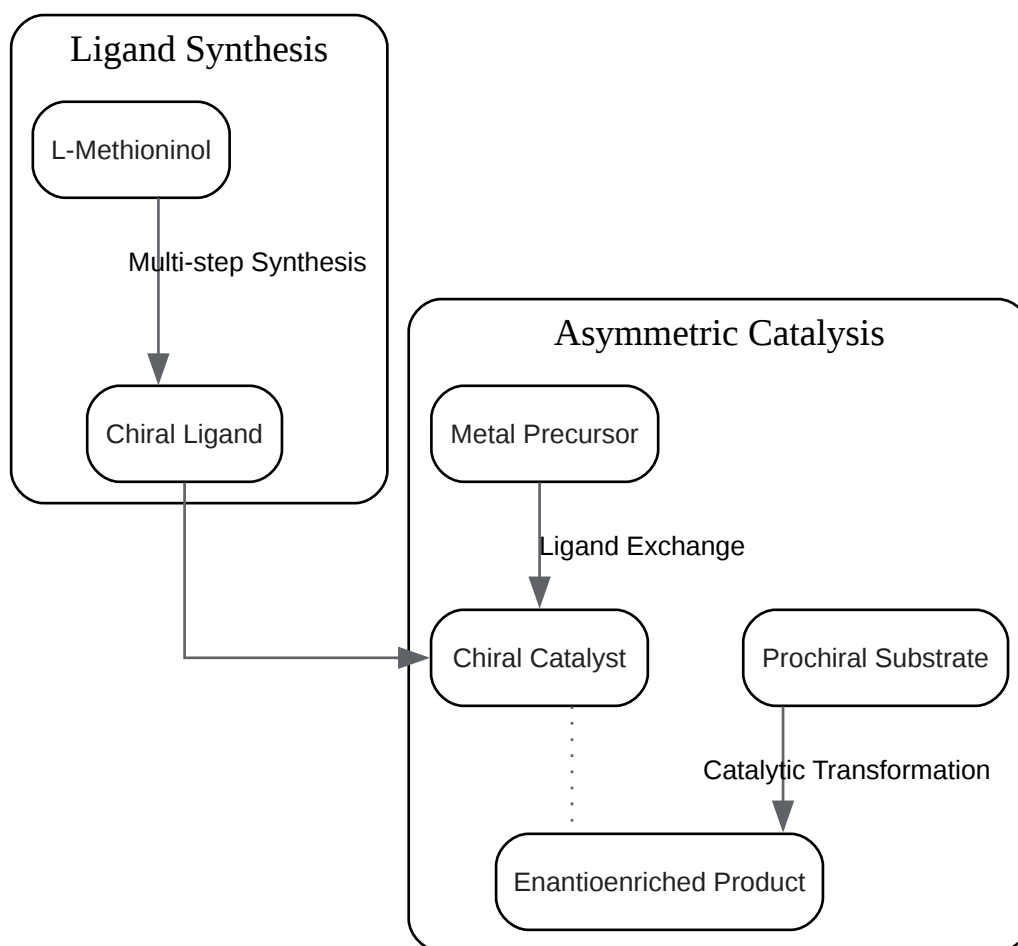 Ligand Synthesis
L-Methioninol
Multi-step Synthesis
Chiral Ligand
Asymmetric Catalysis
Metal Precursor
Ligand Exchange
Chiral Catalyst
Prochiral Substrate
Catalytic Transformation
Enantioenriched Product